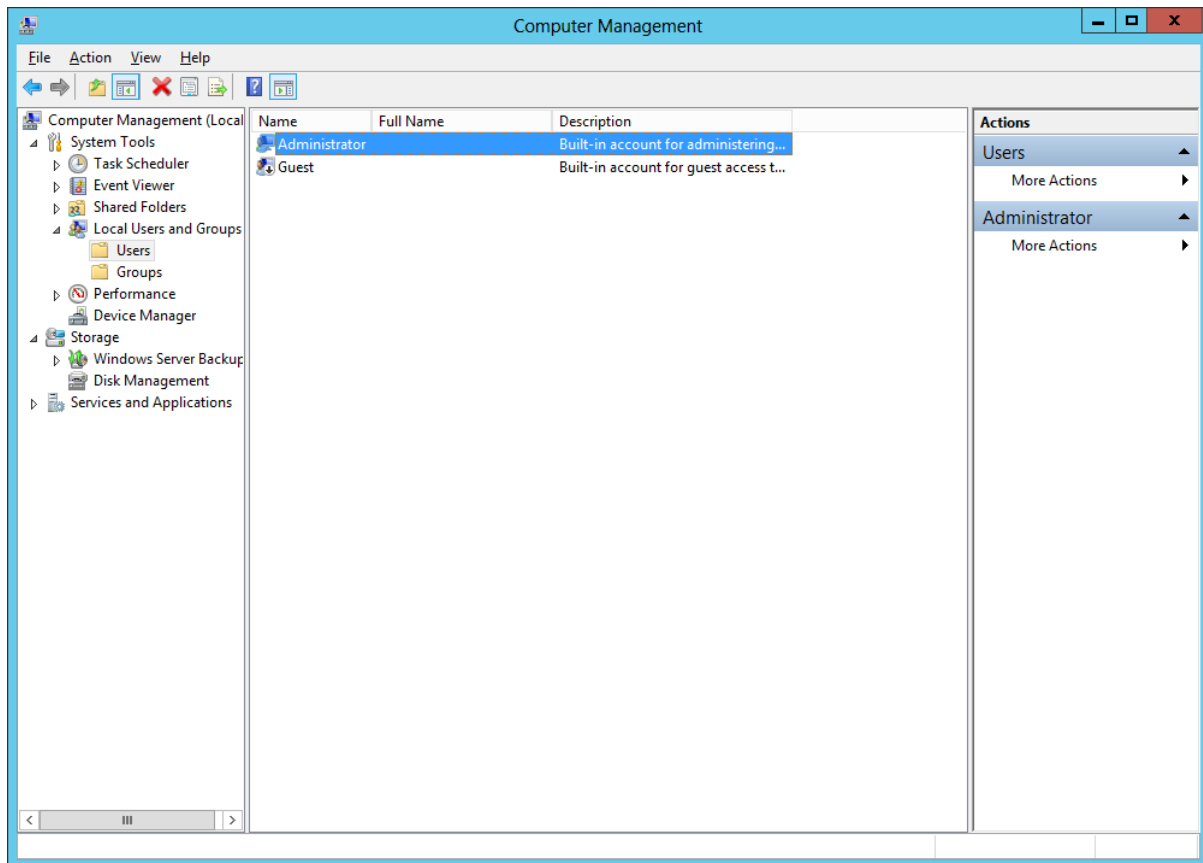 Computer Management
File Action View Help
Computer Management (Local
System Tools
Task Scheduler
Event Viewer
Shared Folders
Local Users and Groups
Users
Groups
Performance
Device Manager
Storage
Windows Server Backup
Disk Management
Services and Applications
Name Full Name Description
Administrator Built-in account for administering...
Guest Built-in account for guest access t...
Actions
Users
More Actions
Administrator
More Actions